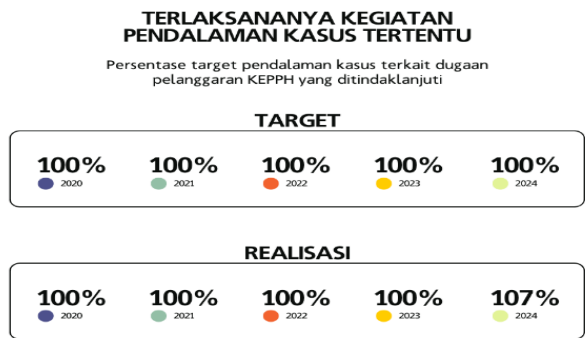 TERLAKSANANYA KEGIATAN
PENDALAMAN KASUS TERTENTU
Persentase target pendalaman kasus terkait dugaan
pelanggaran KEPPH yang ditindaklanjuti
TARGET
100% 100% 100% 100% 100%
2020 2021 2022 2023 2024
REALISASI
100% 100% 100% 100% 107%
2020 2021 2022 2023 2024